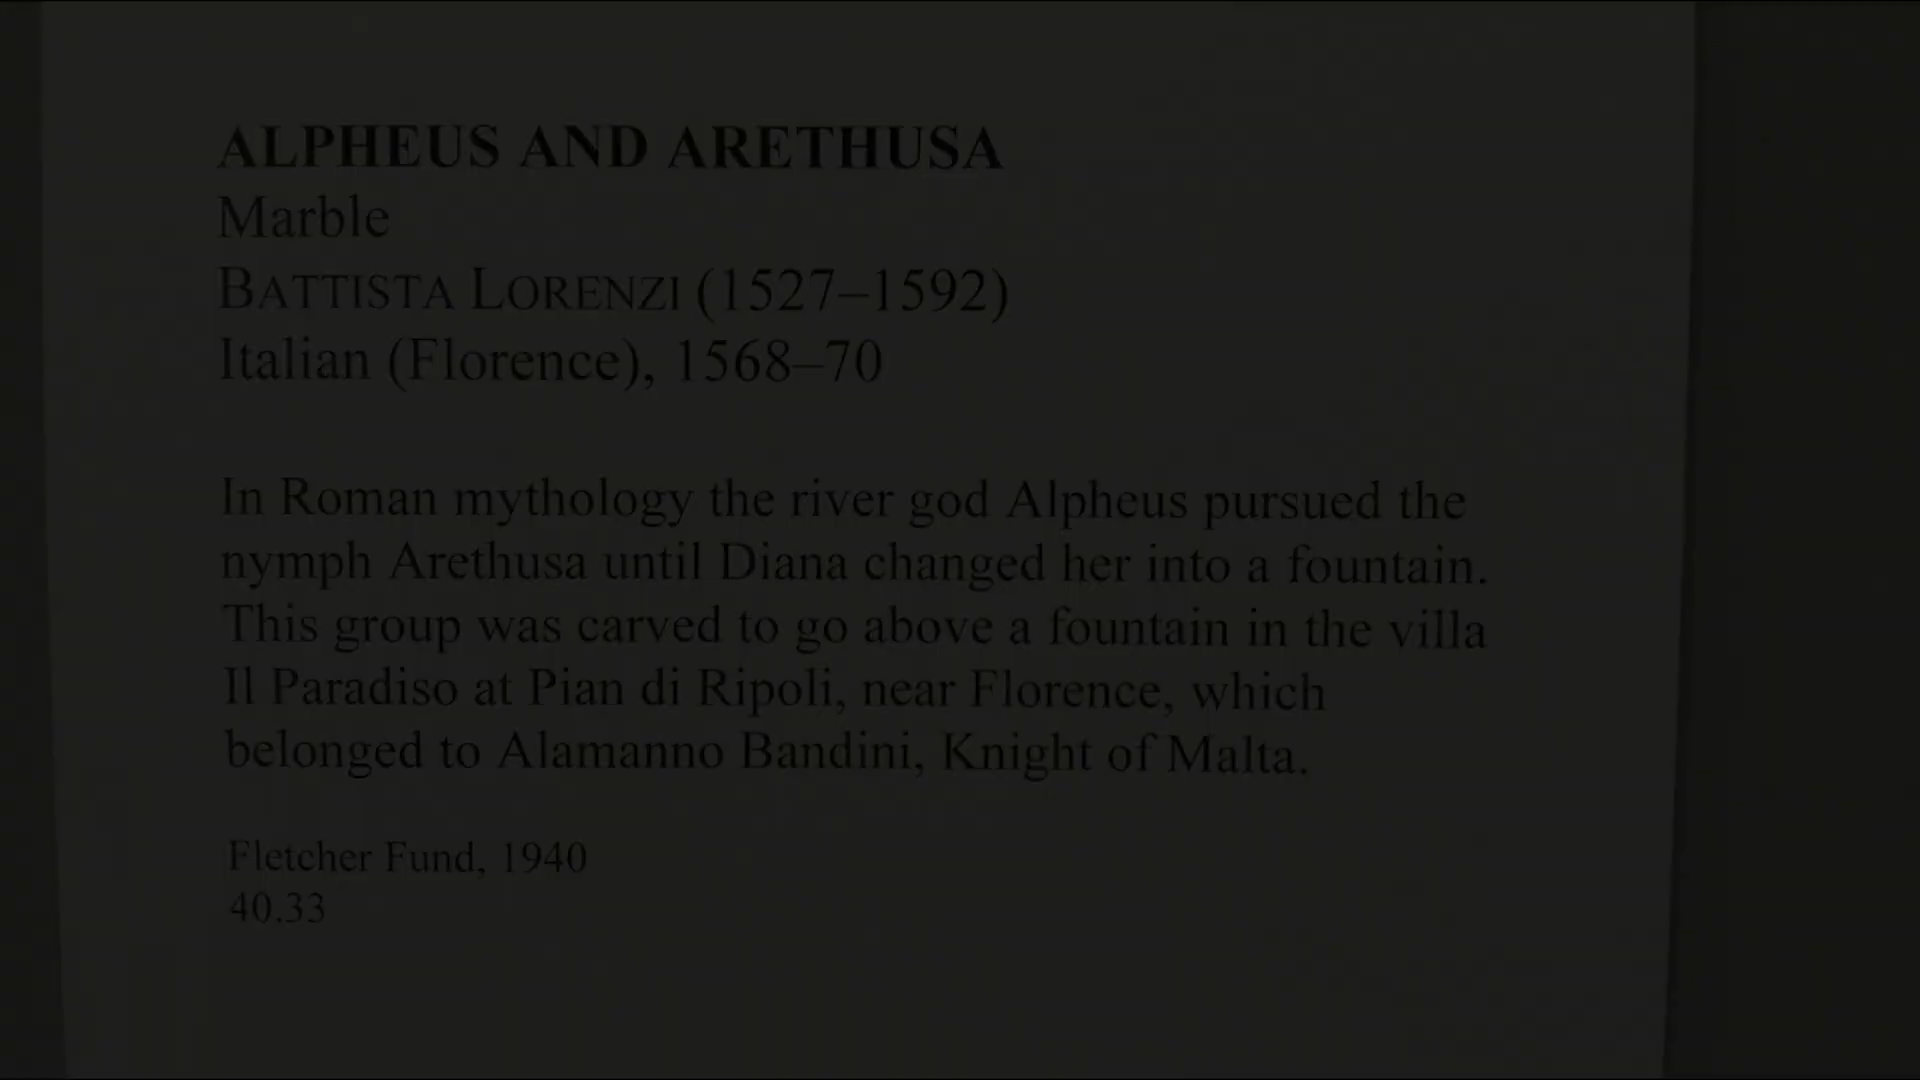 ALPHEUS AND ARETHUSA
Marble
BATTISTA LORENZI (1527–1592)
Italian (Florence), 1568–70
In Roman mythology the river god Alpheus pursued the
nymph Arethusa until Diana changed her into a fountain.
This group was carved to go above a fountain in the villa
Il Paradiso at Pian di Ripoli, near Florence, which
belonged to Alamanno Bandini, Knight of Malta.
Fletcher Fund, 1940
40.33